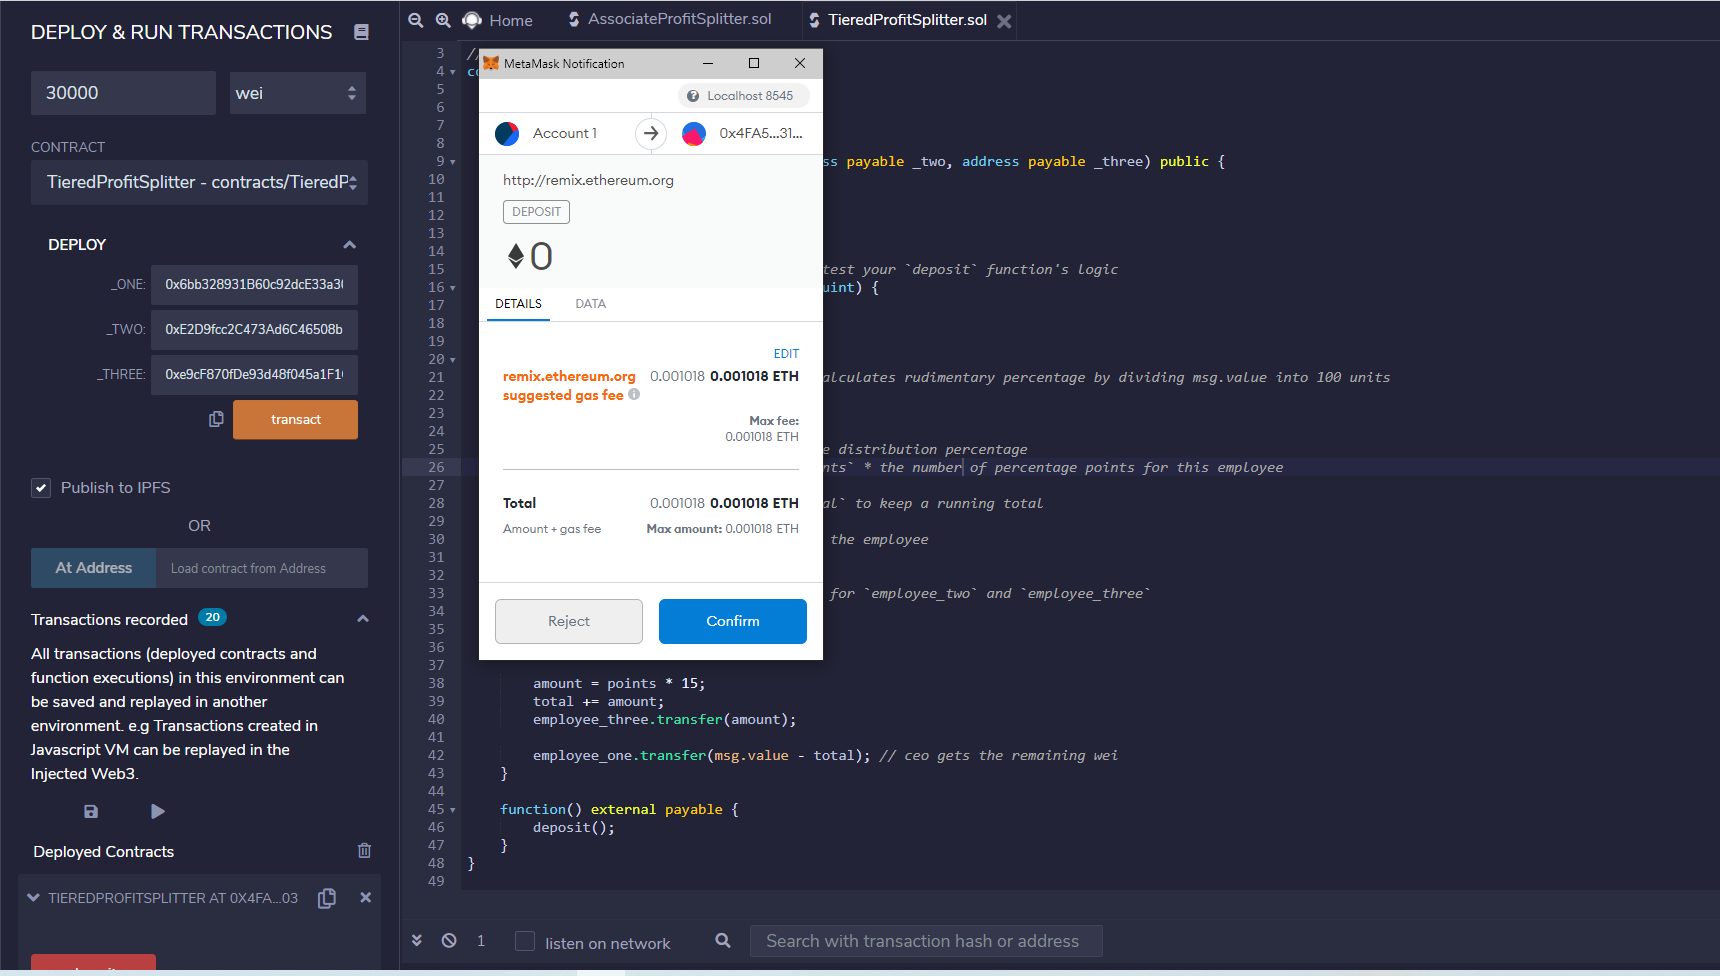 DEPLOY & RUN TRANSACTIONS
30000
wei
CONTRACT
TieredProfitSplitter - contracts/TieredP
DEPLOY
_ONE:
0x6bb328931B60c92dcE33a3
_TWO:
0xE2D9fcc2C473Ad6C46508b
_THREE:
0xe9cF870fDe93d48f045a1F1
transact
Publish to IPFS
OR
At Address
Load contract from Address
Transactions recorded 20
All transactions (deployed contracts and
function executions) in this environment can
be saved and replayed in another
environment. e.g Transactions created in
Javascript VM can be replayed in the
Injected Web3.
Deployed Contracts
TIEREDPROFITSPLITTER AT 0X4FA...03
Home
AssociateProfitSplitter.sol
TieredProfitSplitter.sol
3 //
4 co
5
6
7
8
9 ss payable _two, address payable _three) public {
10
11
12
13
14
15 test your `deposit` function's logic
16 uint) {
17
18
19
20
21 alculates rudimentary percentage by dividing msg.value into 100 units
22
23
24
25 e distribution percentage
26 nts` * the number of percentage points for this employee
27
28 al` to keep a running total
29
30 the employee
31
32
33 for `employee_two` and `employee_three`
34
35
36
37
38 amount = points * 15;
39 total += amount;
40 employee_three.transfer(amount);
41
42 employee_one.transfer(msg.value - total); // ceo gets the remaining wei
43 }
44
45 function() external payable {
46 deposit();
47 }
48 }
49
MetaMask Notification
Localhost 8545
Account 1
0x4FA5...31...
http://remix.ethereum.org
DEPOSIT
0
DETAILS
DATA
EDIT
remix.ethereum.org 0.001018 0.001018 ETH
suggested gas fee
Max fee:
0.001018 ETH
Total 0.001018 0.001018 ETH
Amount + gas fee Max amount: 0.001018 ETH
Reject
Confirm
1
listen on network
Search with transaction hash or address